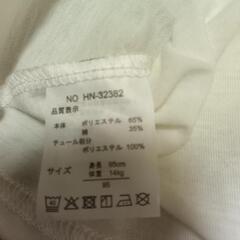 NO HN-32382
品質表示
本体 ポリエステル 65%
綿 35%
チュール部分
ポリエステル 100%
サイズ
身長 95cm
体重 14kg
95